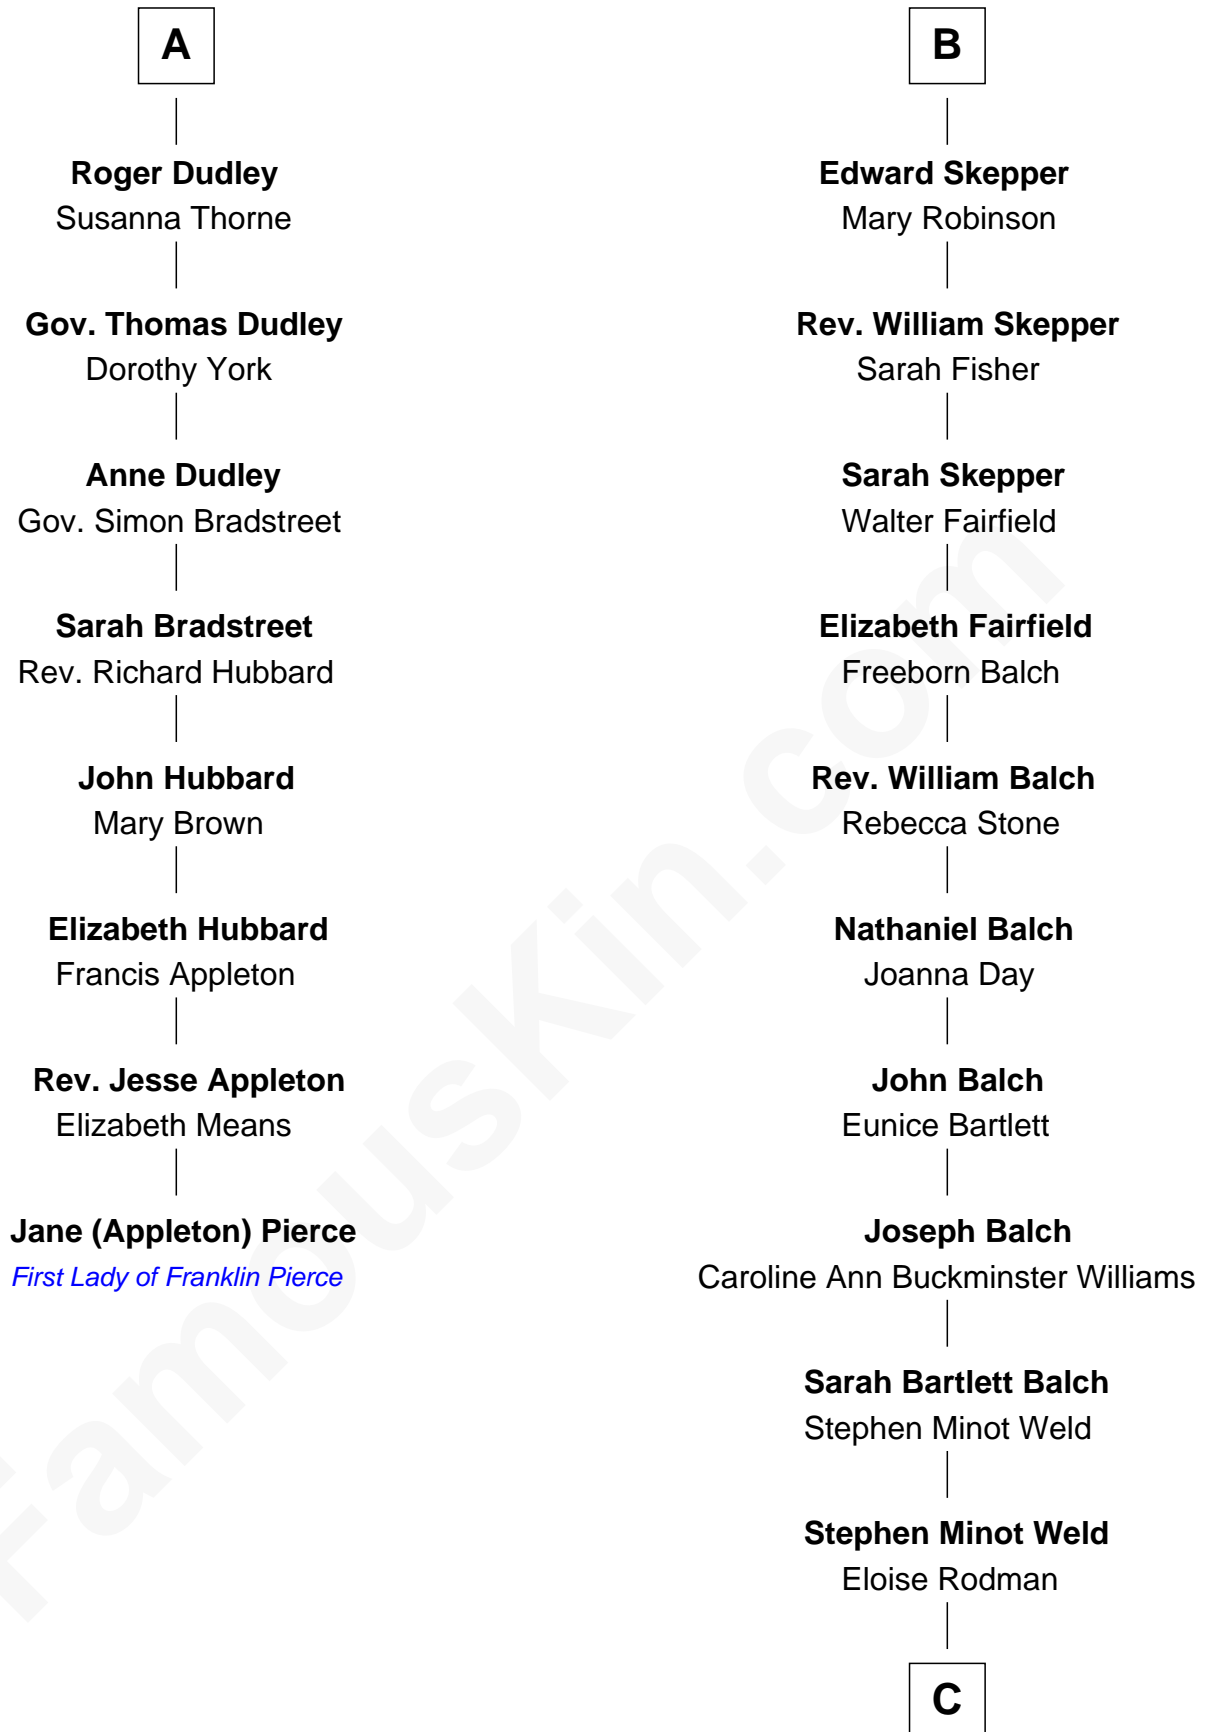 A
Roger Dudley
Susanna Thorne
Gov. Thomas Dudley
Dorothy York
Anne Dudley
Gov. Simon Bradstreet
Sarah Bradstreet
Rev. Richard Hubbard
John Hubbard
Mary Brown
Elizabeth Hubbard
Francis Appleton
Rev. Jesse Appleton
Elizabeth Means
Jane (Appleton) Pierce
First Lady of Franklin Pierce
B
Edward Skepper
Mary Robinson
Rev. William Skepper
Sarah Fisher
Sarah Skepper
Walter Fairfield
Elizabeth Fairfield
Freeborn Balch
Rev. William Balch
Rebecca Stone
Nathaniel Balch
Joanna Day
John Balch
Eunice Bartlett
Joseph Balch
Caroline Ann Buckminster Williams
Sarah Bartlett Balch
Stephen Minot Weld
Stephen Minot Weld
Eloise Rodman
C
FamousKin.com